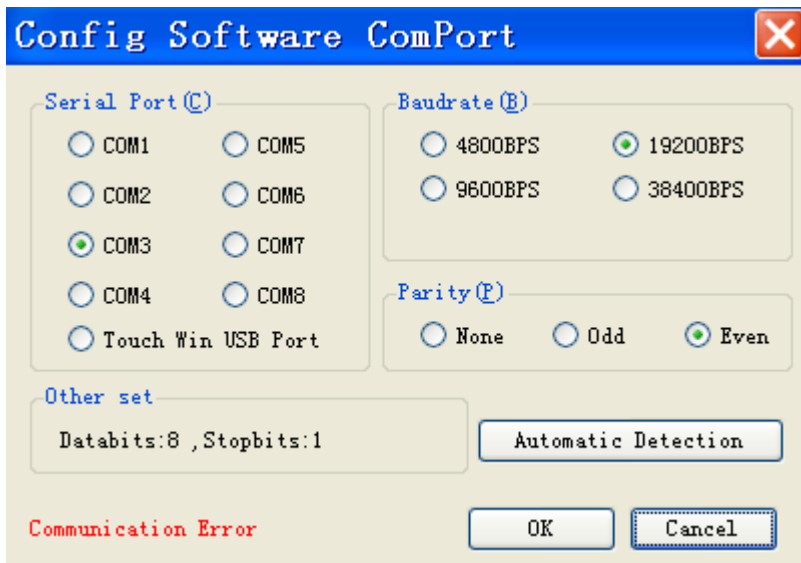 Config Software ComPort
Serial Port(C)
COM1 COM5
COM2 COM6
COM3 COM7
COM4 COM8
Touch Win USB Port
Baudrate(B)
4800BPS 19200BPS
9600BPS 38400BPS
Parity(P)
None Odd Even
Other set
Databits:8 ,Stopbits:1
Automatic Detection
Communication Error
OK Cancel